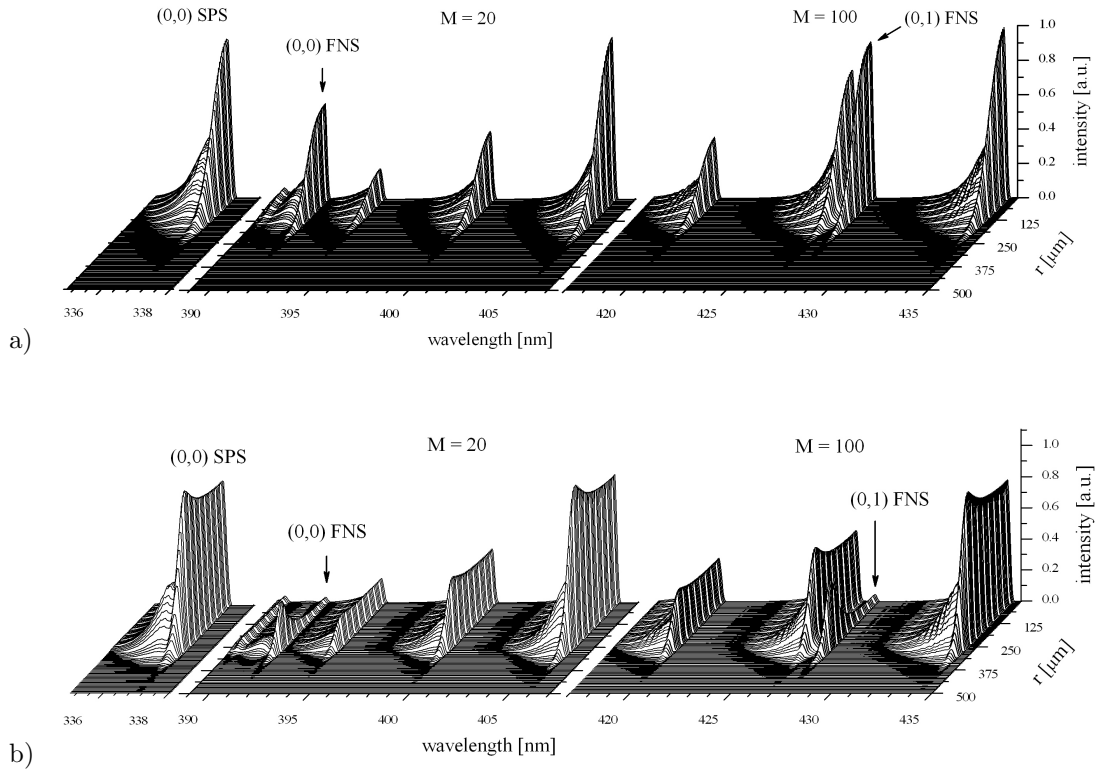 (0,0) SPS
M = 20
M = 100
(0,1) FNS
(0,0) FNS
1.0
0.8
0.6
0.4
0.2
0.0
intensity [a.u.]
125
250
375
500
r [μm]
336 338 390 395 400 405 420 425 430 435
wavelength [nm]
a)
M = 20
M = 100
(0,0) SPS
(0,1) FNS
(0,0) FNS
1.0
0.8
0.6
0.4
0.2
0.0
intensity [a.u.]
125
250
375
500
r [μm]
336 338 390 395 400 405 420 425 430 435
wavelength [nm]
b)